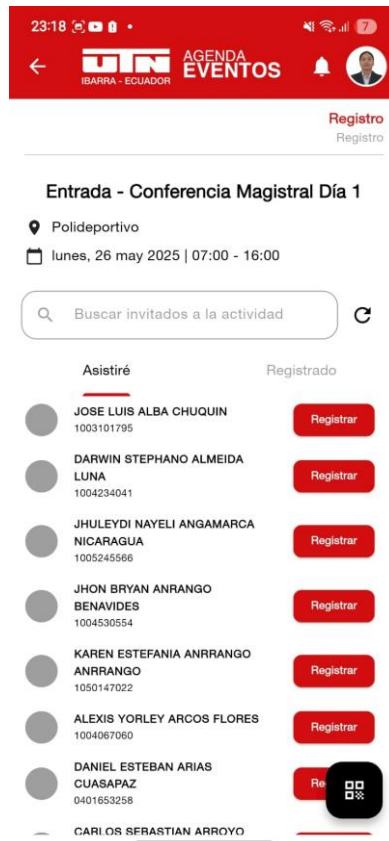 23:18
7
UTN
IBARRA - ECUADOR
AGENDA
EVENTOS
Registro
Registro
Entrada - Conferencia Magistral Día 1
Polideportivo
lunes, 26 may 2025 | 07:00 - 16:00
Buscar invitados a la actividad
Asistiré
Registrado
JOSE LUIS ALBA CHUQUIN
1003101795
Registrar
DARWIN STEPHANO ALMEIDA
LUNA
1004234041
Registrar
JHULEYDI NAYELI ANGAMARCA
NICARAGUA
1005245566
Registrar
JHON BRYAN ANRANGO
BENAVIDES
1004530554
Registrar
KAREN ESTEFANIA ANRRANGO
ANRRANGO
1050147022
Registrar
ALEXIS YORLEY ARCOS FLORES
1004067060
Registrar
DANIEL ESTEBAN ARIAS
CUASAPAZ
0401653258
Re
CARLOS SEBASTIAN ARROYO